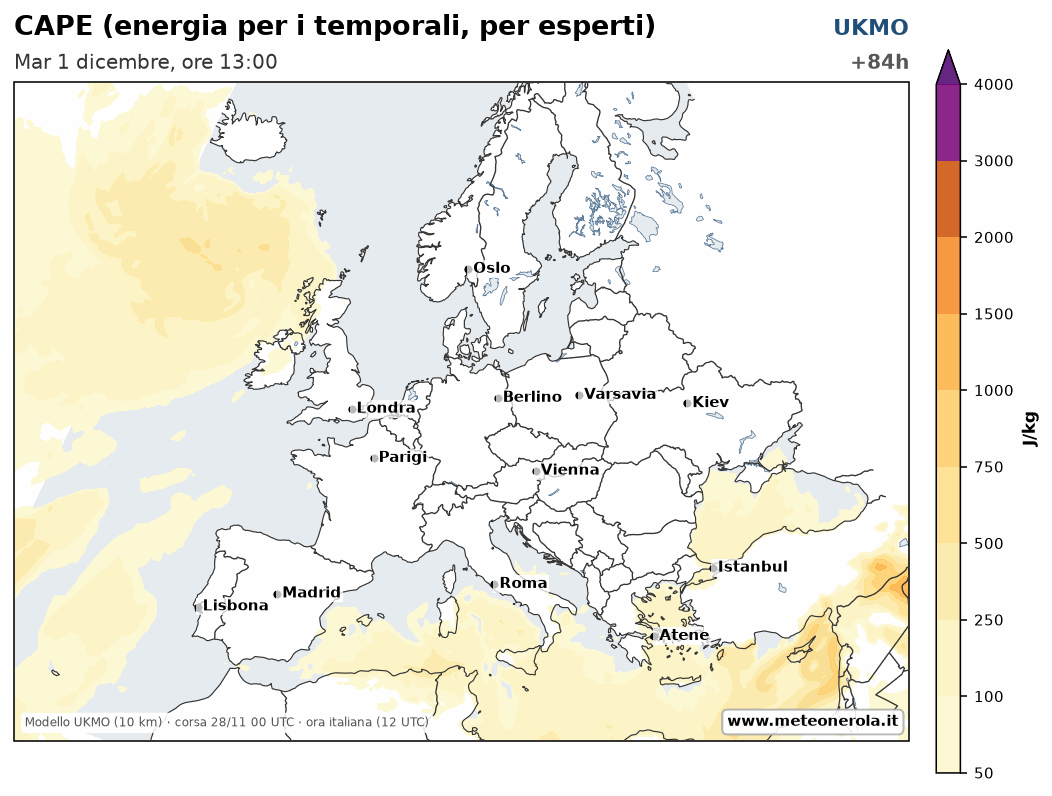 CAPE (energia per i temporali, per esperti)
UKMO
Mar 1 dicembre, ore 13:00
+84h
4000
3000
2000
1500
1000
750
500
250
100
50
J/kg
Oslo
Berlino
Varsavia
Kiev
Londra
Parigi
Vienna
Istanbul
Roma
Madrid
Lisbona
Atene
Modello UKMO (10 km) · corsa 28/11 00 UTC · ora italiana (12 UTC)
www.meteonerola.it